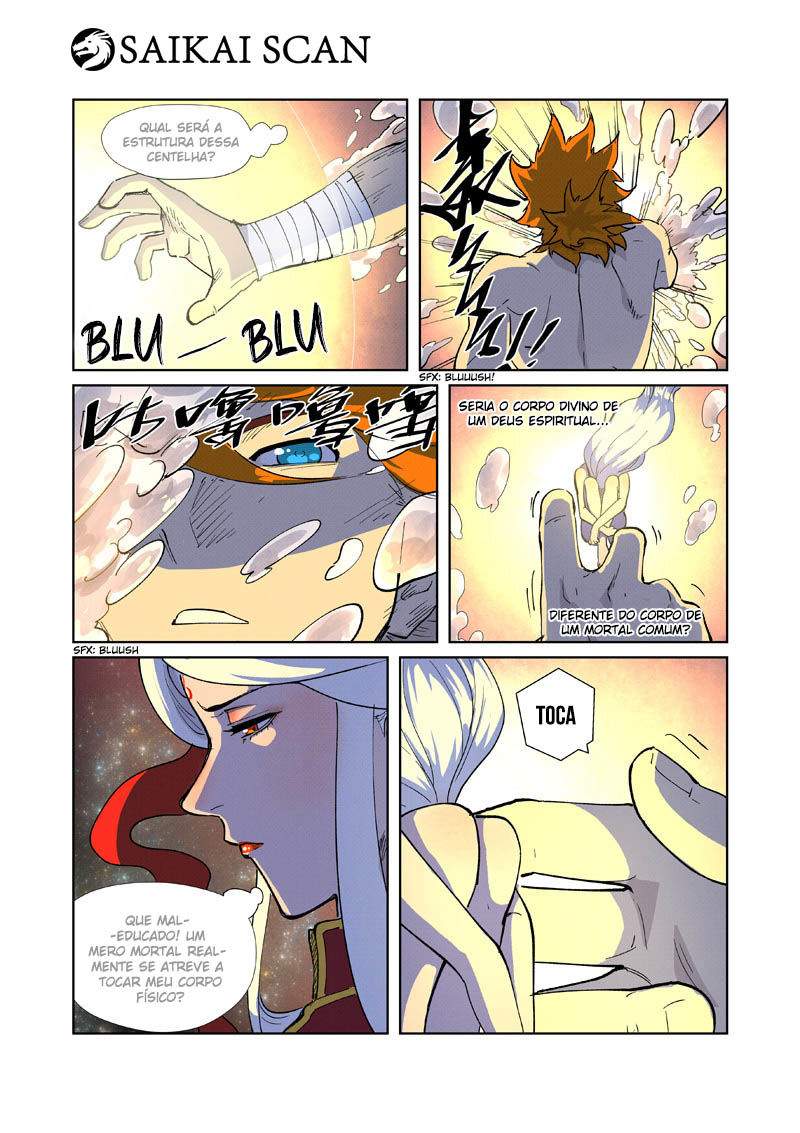 SAIKAI SCAN
QUAL SERÁ A
ESTRUTURA DESSA
CENTELHA?
BLU — BLU
SFX: BLUUUSH!
SFX: BLUUSH
SERIA O CORPO DIVINO DE
UM DEUS ESPIRITUAL...
DIFERENTE DO CORPO DE
UM MORTAL COMUM?
QUE MAL-
-EDUCADO! UM
MERO MORTAL REAL-
MENTE SE ATREVE A
TOCAR MEU CORPO
FÍSICO?
TOCA